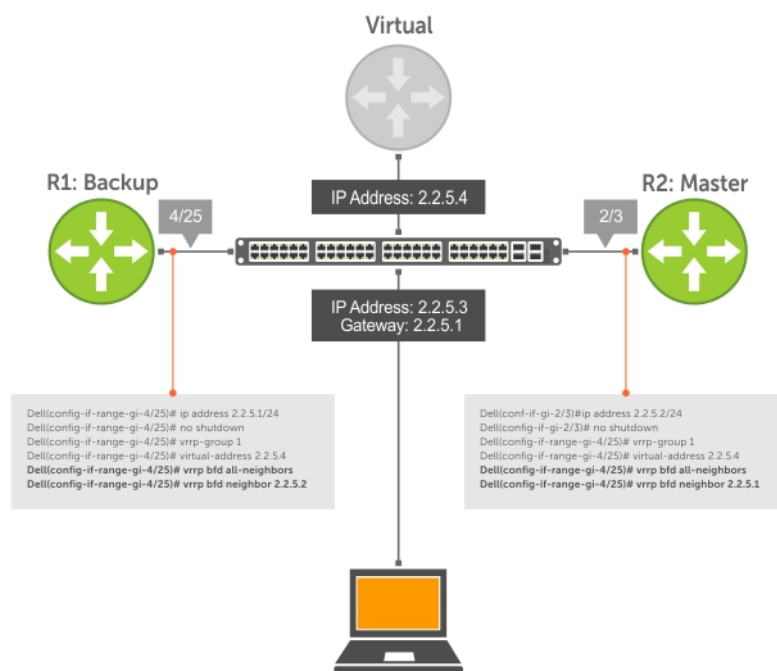 Virtual
R1: Backup
R2: Master
4/25
IP Address: 2.2.5.4
2/3
IP Address: 2.2.5.3
Gateway: 2.2.5.1
Dell(config-if-range-gi-4/25)# ip address 2.2.5.1/24
Dell(config-if-range-gi-4/25)# no shutdown
Dell(config-if-range-gi-4/25)# vrrp-group 1
Dell(config-if-range-gi-4/25)# virtual-address 2.2.5.4
Dell(config-if-range-gi-4/25)# vrrp bfd all-neighbors
Dell(config-if-range-gi-4/25)# vrrp bfd neighbor 2.2.5.2
Dell(conf-if-gi-2/3)#ip address 2.2.5.2/24
Dell(config-if-gi-2/3)# no shutdown
Dell(config-if-range-gi-4/25)# vrrp-group 1
Dell(config-if-range-gi-4/25)# virtual-address 2.2.5.4
Dell(config-if-range-gi-4/25)# vrrp bfd all-neighbors
Dell(config-if-range-gi-4/25)# vrrp bfd neighbor 2.2.5.1